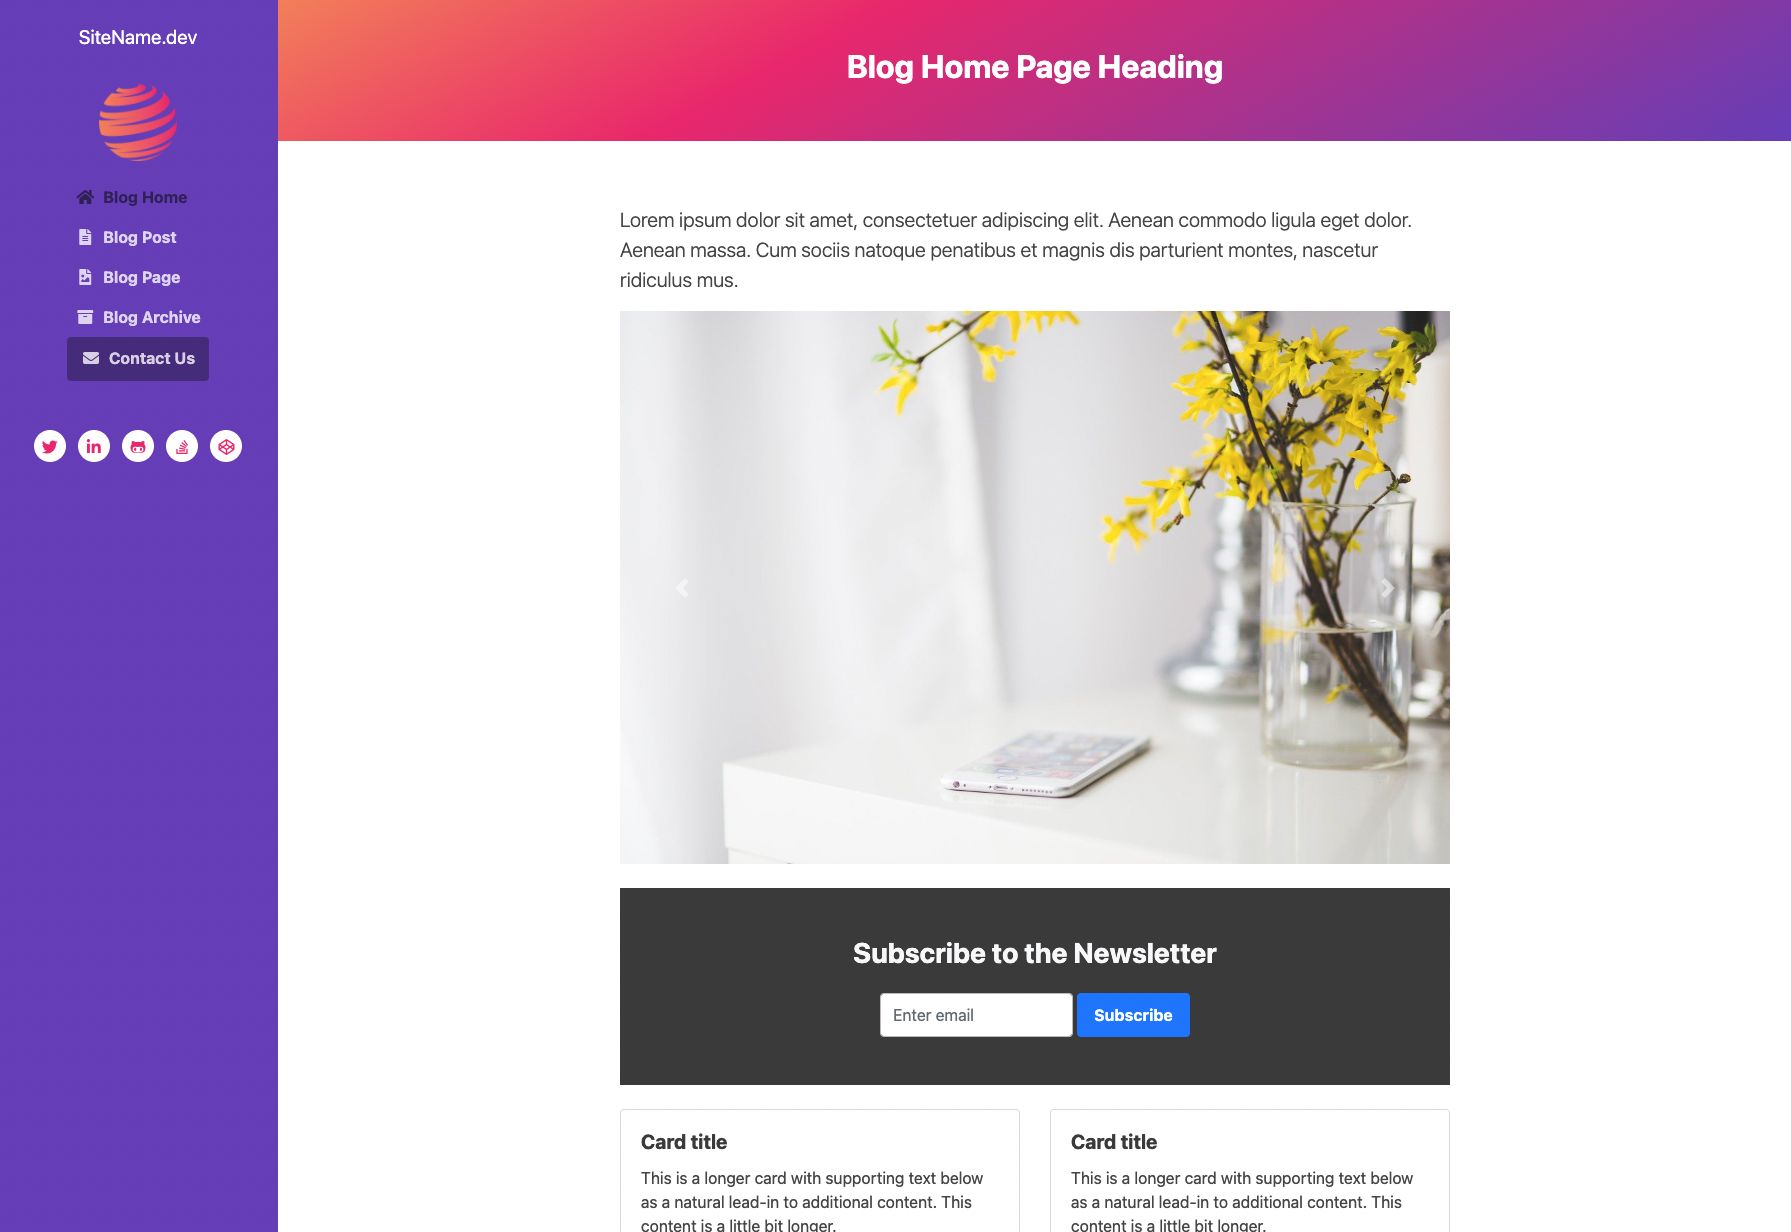 SiteName.dev
Blog Home
Blog Post
Blog Page
Blog Archive
Contact Us
Blog Home Page Heading
Lorem ipsum dolor sit amet, consectetuer adipiscing elit. Aenean commodo ligula eget dolor.
Aenean massa. Cum sociis natoque penatibus et magnis dis parturient montes, nascetur
ridiculus mus.
Subscribe to the Newsletter
Enter email
Subscribe
Card title
This is a longer card with supporting text below
as a natural lead-in to additional content. This
content is a little bit longer.
Card title
This is a longer card with supporting text below
as a natural lead-in to additional content. This
content is a little bit longer.